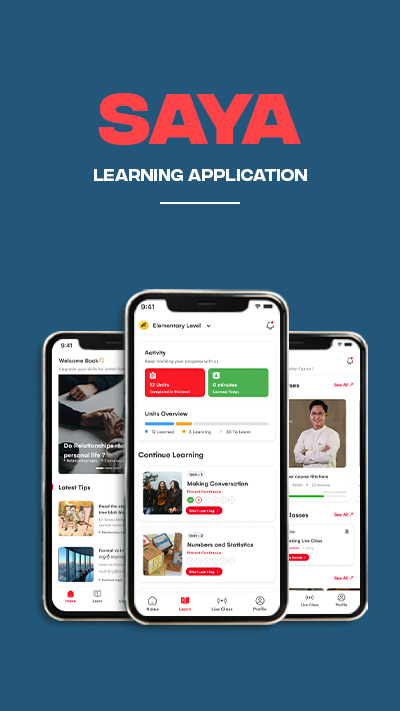 SAYA
LEARNING APPLICATION
9:41
Welcome Back
Upgrade your skills for better
Do Relationships
personal life ?
Latest Tips
Read the
Formal vs
Home
Learn
9:41
Elementary Level
Activity
Keep tracking your progress with us
12 Units
Completed in this level
0 minutes
Learned Today
Units Overview
12 Learned
3 Learning
35 To Learn
Continue Learning
Unit - 1
Making Conversation
Present Continuous
Start Learning
Unit - 2
Numbers and Statistics
Present Continuous
Start Learning
Home
Learn
Live Class
Profile
See All
course title here
See All
See All
Live Class
Profile